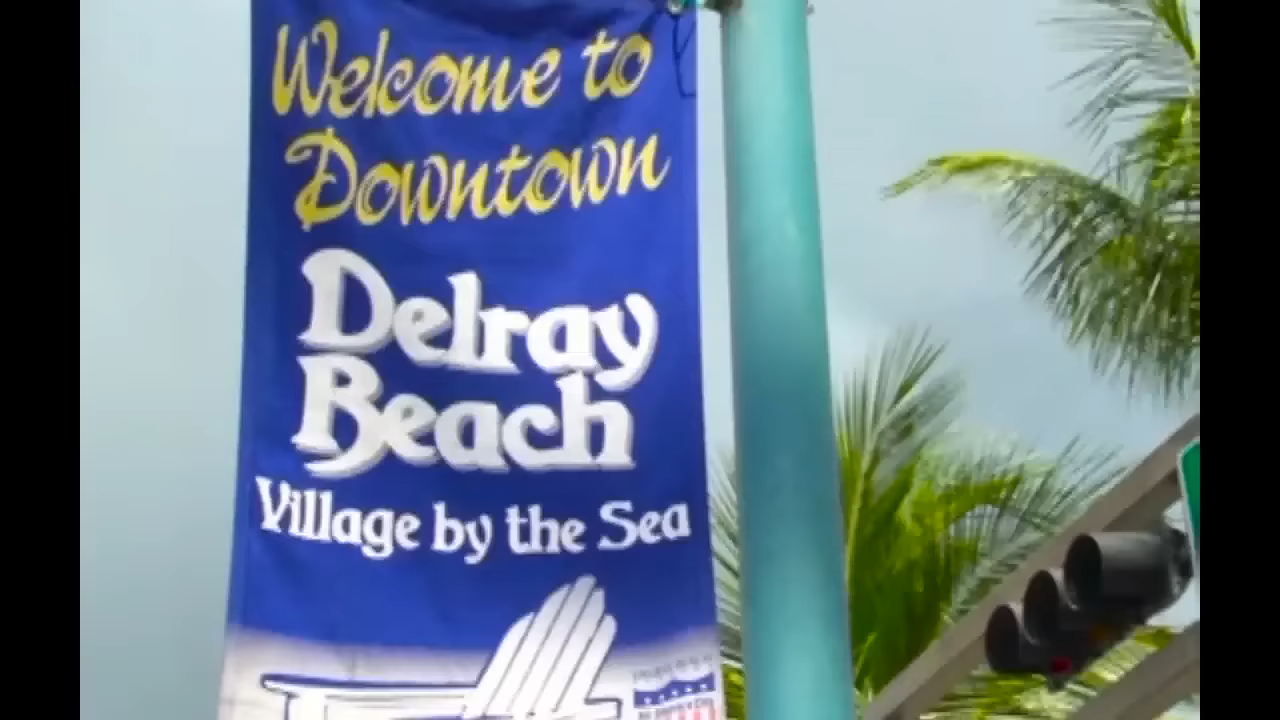 Welcome to
Downtown
Delray
Beach
Village by the Sea